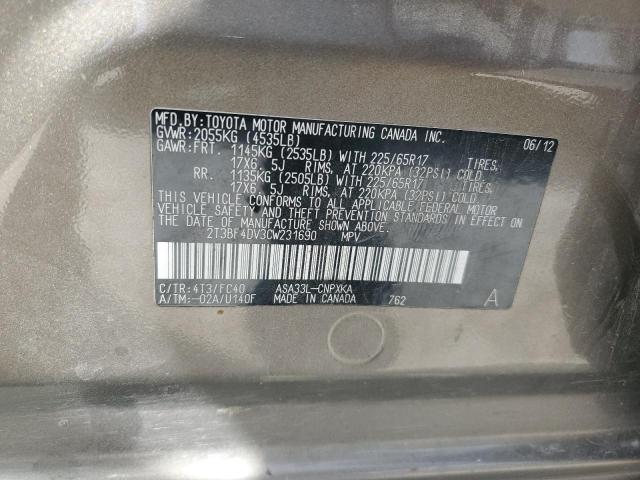 MFD.BY:TOYOTA MOTOR MANUFACTURING CANADA INC.
GVWR:2055KG (4535LB) 06/12
GAWR:FRT. 1145KG (2535LB) WITH 225/65R17 TIRES,
17X6.5J RIMS, AT 220KPA (32PSI) COLD.
RR. 1135KG (2505LB) WITH 225/65R17 TIRES,
17X6.5J RIMS, AT 220KPA (32PSI) COLD.
THIS VEHICLE CONFORMS TO ALL APPLICABLE FEDERAL MOTOR
VEHICLE SAFETY AND THEFT PREVENTION STANDARDS IN EFFECT ON
THE DATE OF MANUFACTURE SHOWN ABOVE.
2T3BF4DV3CW231690 MPV
C/TR:4T3/FC40 ASA33L-CNPXKA
A/TM:-02A/U140F MADE IN CANADA 762 A